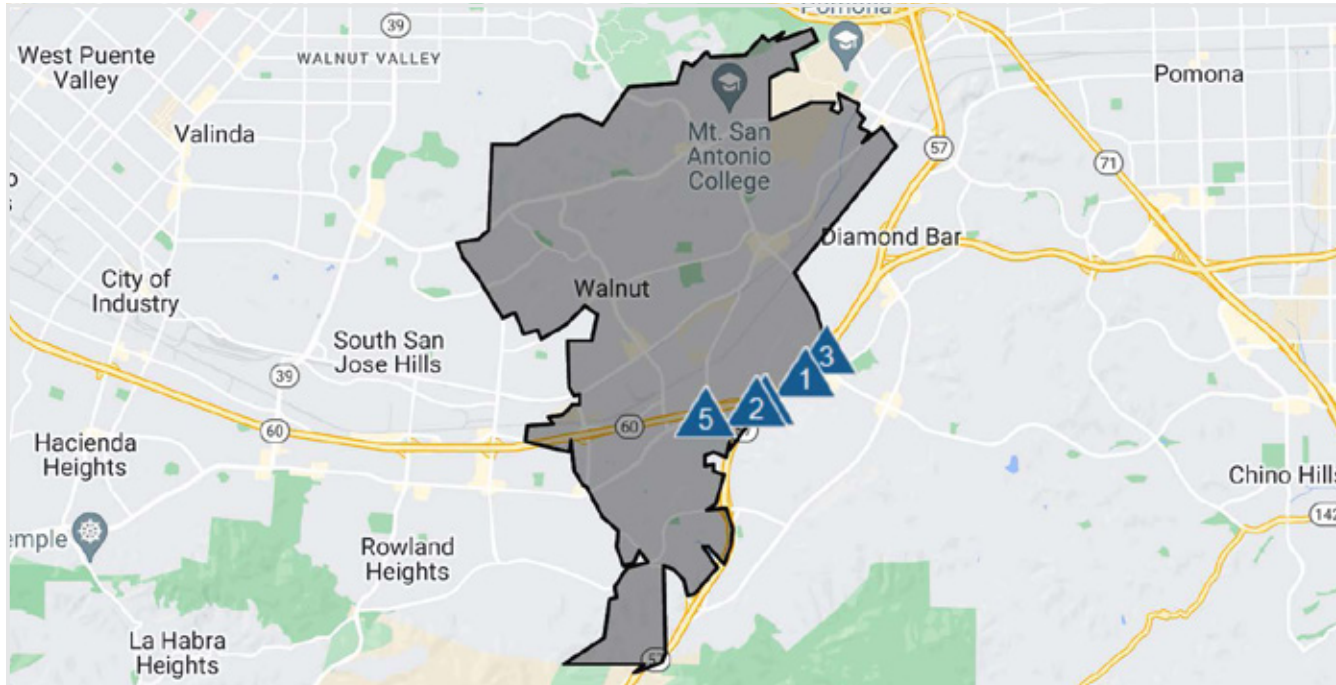 Pomona
39
WALNUT VALLEY
West Puente
Valley
Pomona
Valinda
Mt. San
Antonio
College
57
71
Diamond Bar
City of
Industry
Walnut
South San
Jose Hills
39
3
1
2
5
60
60
57
Hacienda
Heights
Chino Hills
142
emple
Rowland
Heights
La Habra
Heights
57